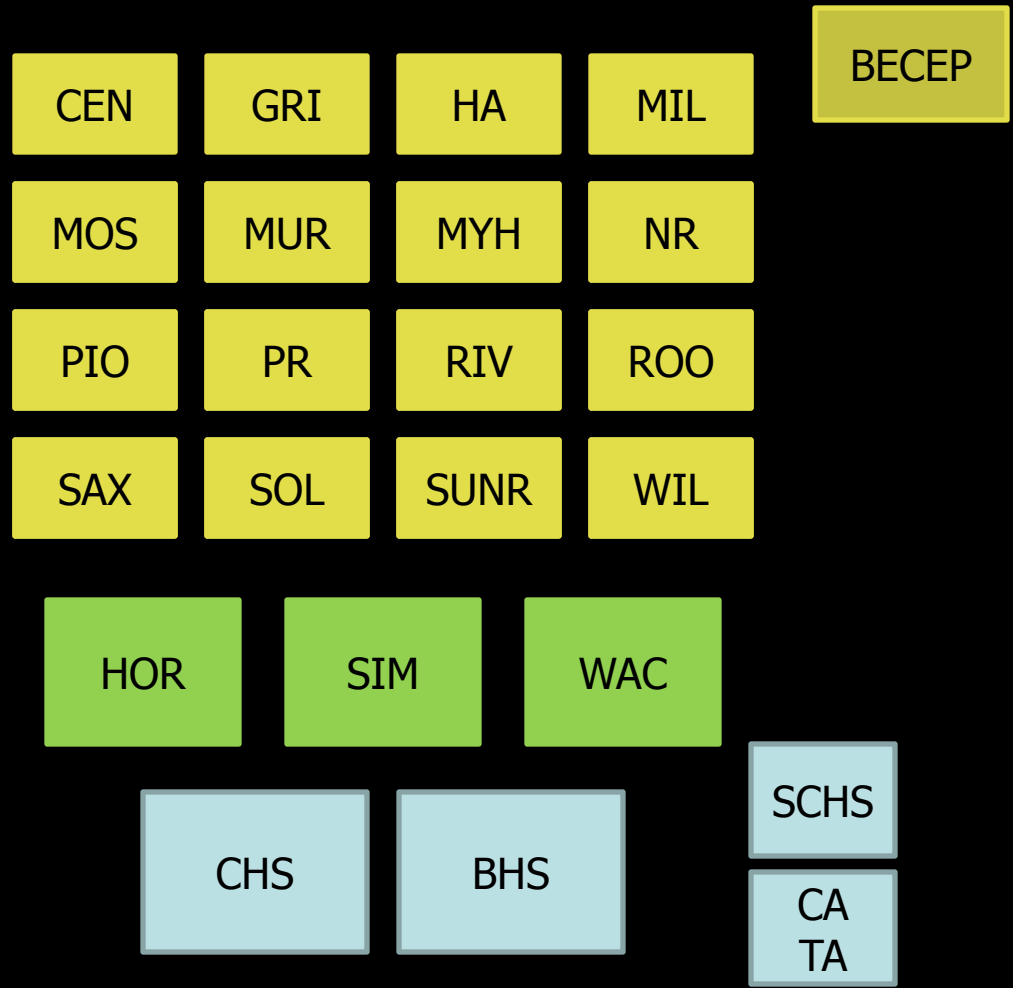 BECEP
CEN GRI HA MIL
MOS MUR MYH NR
PIO PR RIV ROO
SAX SOL SUNR WIL
HOR SIM WAC
SCHS
CHS BHS
CA
TA